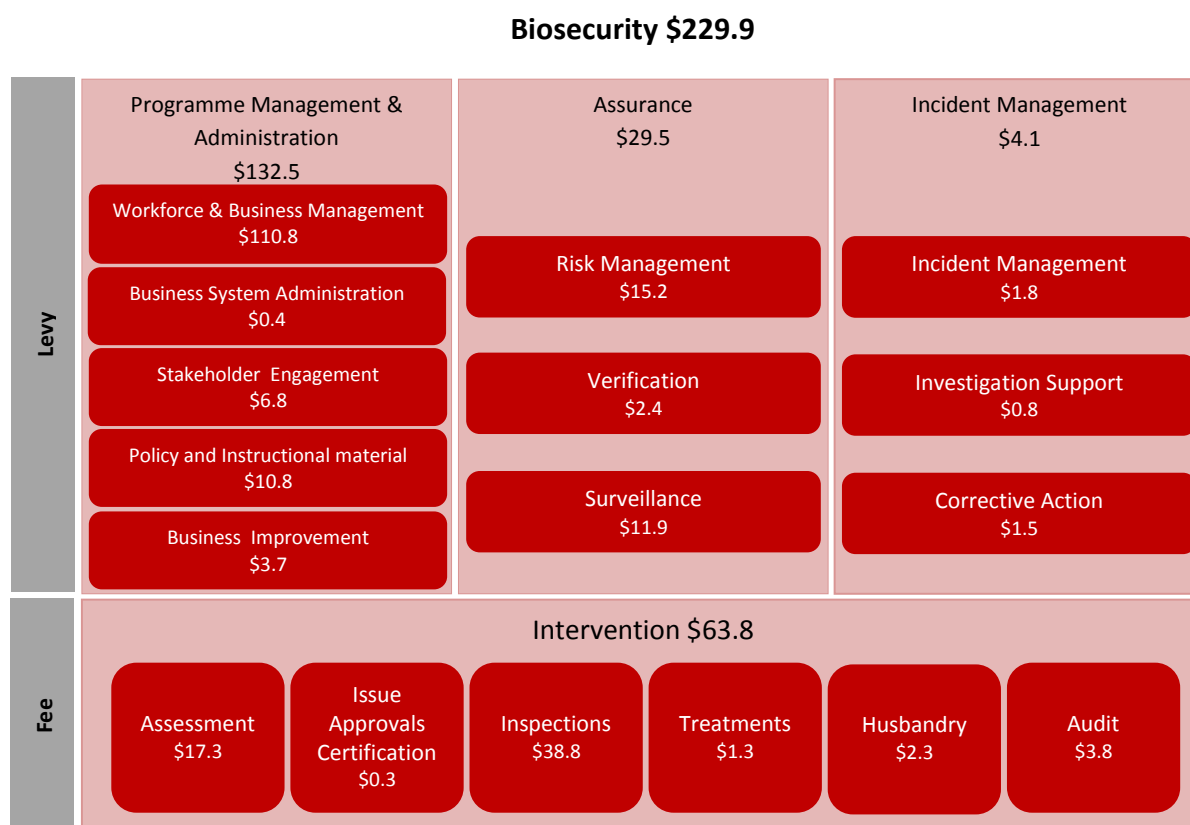 Biosecurity $229.9
Levy
Programme Management &
Administration
$132.5
Workforce & Business Management
$110.8
Business System Administration
$0.4
Stakeholder Engagement
$6.8
Policy and Instructional material
$10.8
Business Improvement
$3.7
Assurance
$29.5
Risk Management
$15.2
Verification
$2.4
Surveillance
$11.9
Incident Management
$4.1
Incident Management
$1.8
Investigation Support
$0.8
Corrective Action
$1.5
Fee
Intervention $63.8
Assessment
$17.3
Issue
Approvals
Certification
$0.3
Inspections
$38.8
Treatments
$1.3
Husbandry
$2.3
Audit
$3.8